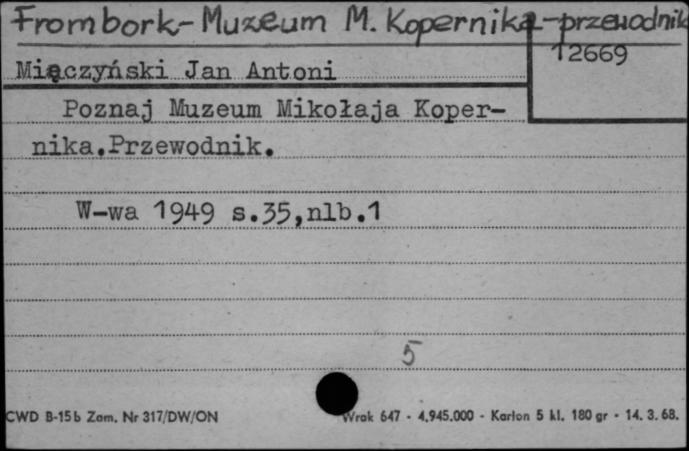 Frombork-Muzeum M. Kopernika-przewodnik
12669
Miączyński Jan Antoni
Poznaj Muzeum Mikołaja Koper-
nika.Przewodnik.
W-wa 1949 s.35,nlb.1
5
CWD B-15b Zam. Nr 317/DW/ON Wrak 647 - 4.945.000 - Karton 5 kl. 180 gr - 14. 3. 68.